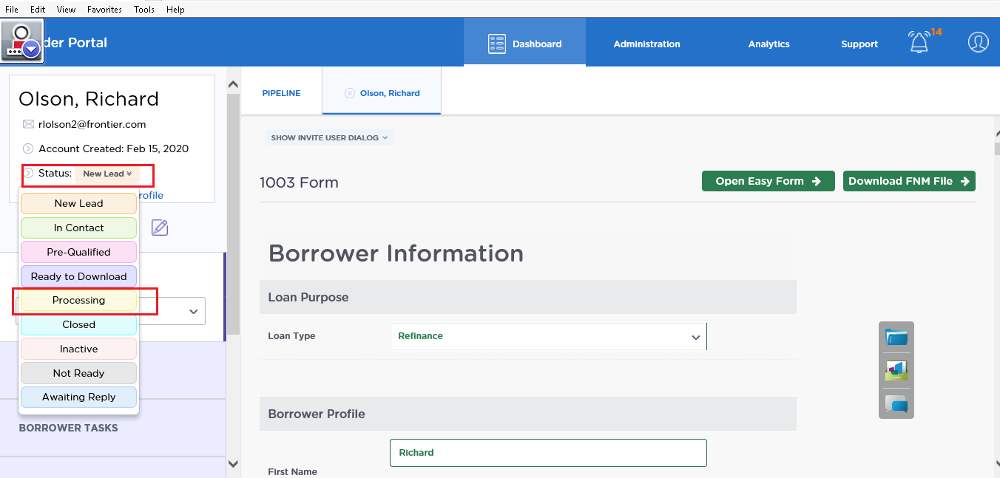 File Edit View Favorites Tools Help
der Portal
Dashboard
Administration
Analytics
Support
14
Olson, Richard
rlolson2@frontier.com
Account Created: Feb 15, 2020
Status: New Lead
rofile
New Lead
In Contact
Pre-Qualified
Ready to Download
Processing
Closed
Inactive
Not Ready
Awaiting Reply
BORROWER TASKS
PIPELINE
Olson, Richard
SHOW INVITE USER DIALOG
1003 Form
Open Easy Form
Download FNM File
Borrower Information
Loan Purpose
Loan Type
Refinance
Borrower Profile
Richard
First Name